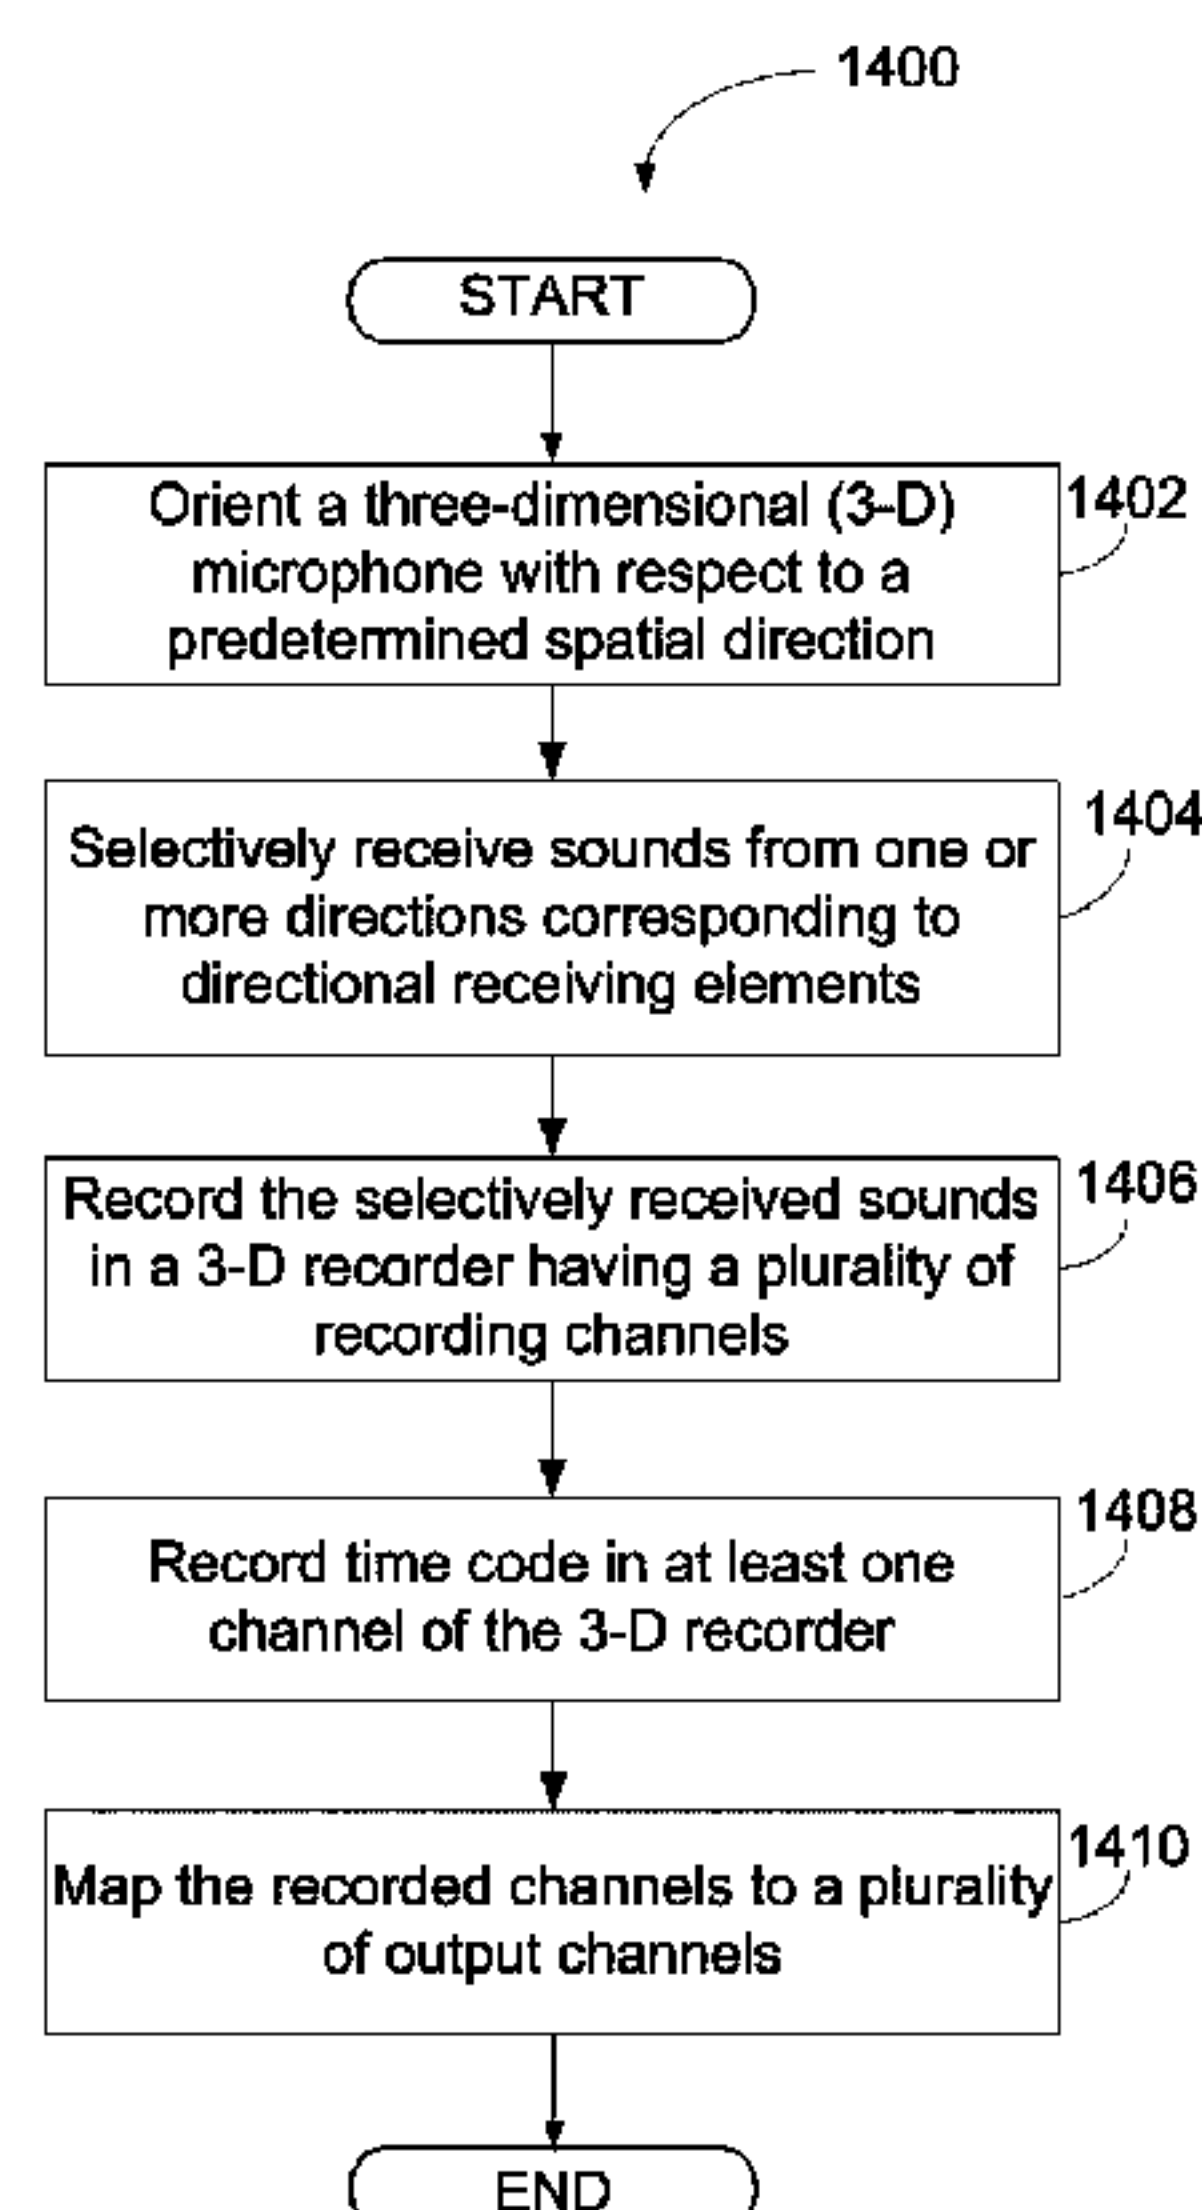 1400
START
Orient a three-dimensional (3-D)
microphone with respect to a
predetermined spatial direction
1402
Selectively receive sounds from one or
more directions corresponding to
directional receiving elements
1404
Record the selectively received sounds
in a 3-D recorder having a plurality of
recording channels
1406
Record time code in at least one
channel of the 3-D recorder
1408
Map the recorded channels to a plurality
of output channels
1410
END